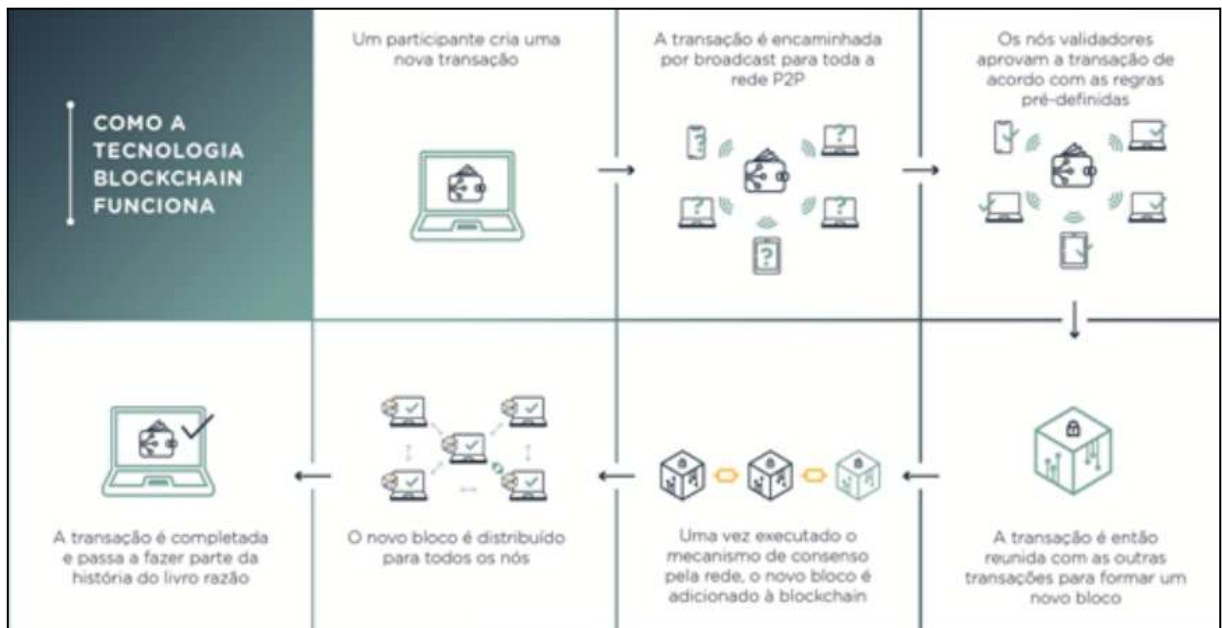 COMO A
TECNOLOGIA
BLOCKCHAIN
FUNCIONA
Um participante cria uma
nova transação
A transação é encaminhada
por broadcast para toda a
rede P2P
Os nós validadores
aprovam a transação de
acordo com as regras
pré-definidas
A transação é então
reunida com as outras
transações para formar um
novo bloco
Uma vez executado o
mecanismo de consenso
pela rede, o novo bloco é
adicionado à blockchain
O novo bloco é distribuído
para todos os nós
A transação é completada
e passa a fazer parte da
história do livro razão